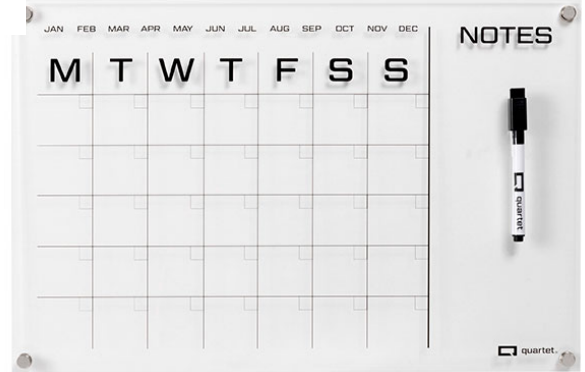 JAN FEB MAR APR MAY JUN JUL AUG SEP OCT NOV DEC
M T W T F S S
NOTES
quartet
quartet.